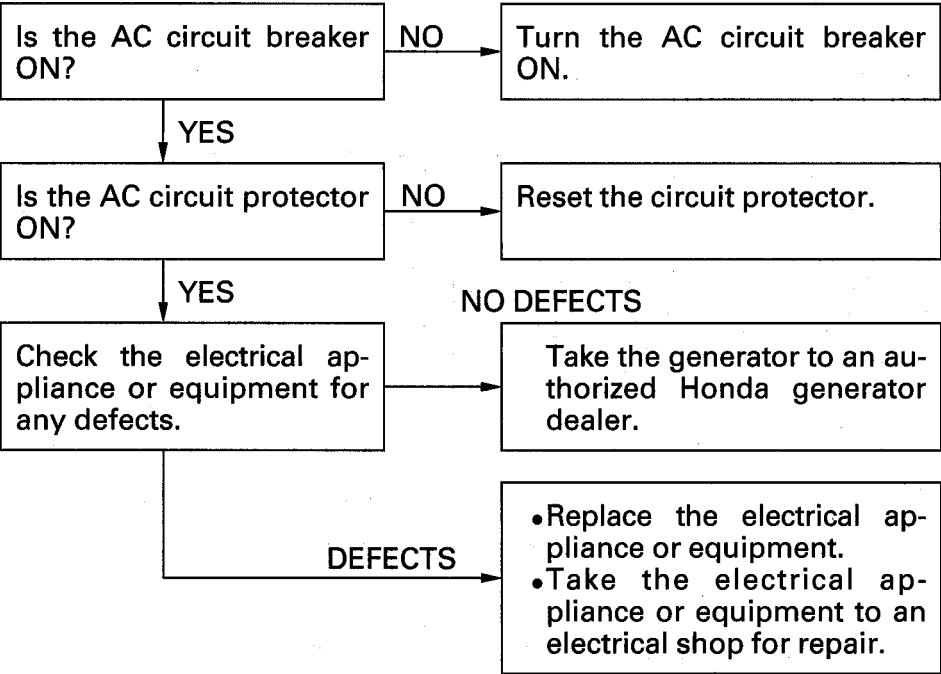 Is the AC circuit breaker
ON?
NO
Turn the AC circuit breaker
ON.
YES
Is the AC circuit protector
ON?
NO
Reset the circuit protector.
YES
NO DEFECTS
Check the electrical ap-
pliance or equipment for
any defects.
Take the generator to an au-
thorized Honda generator
dealer.
DEFECTS
•Replace the electrical ap-
pliance or equipment.
•Take the electrical ap-
pliance or equipment to an
electrical shop for repair.